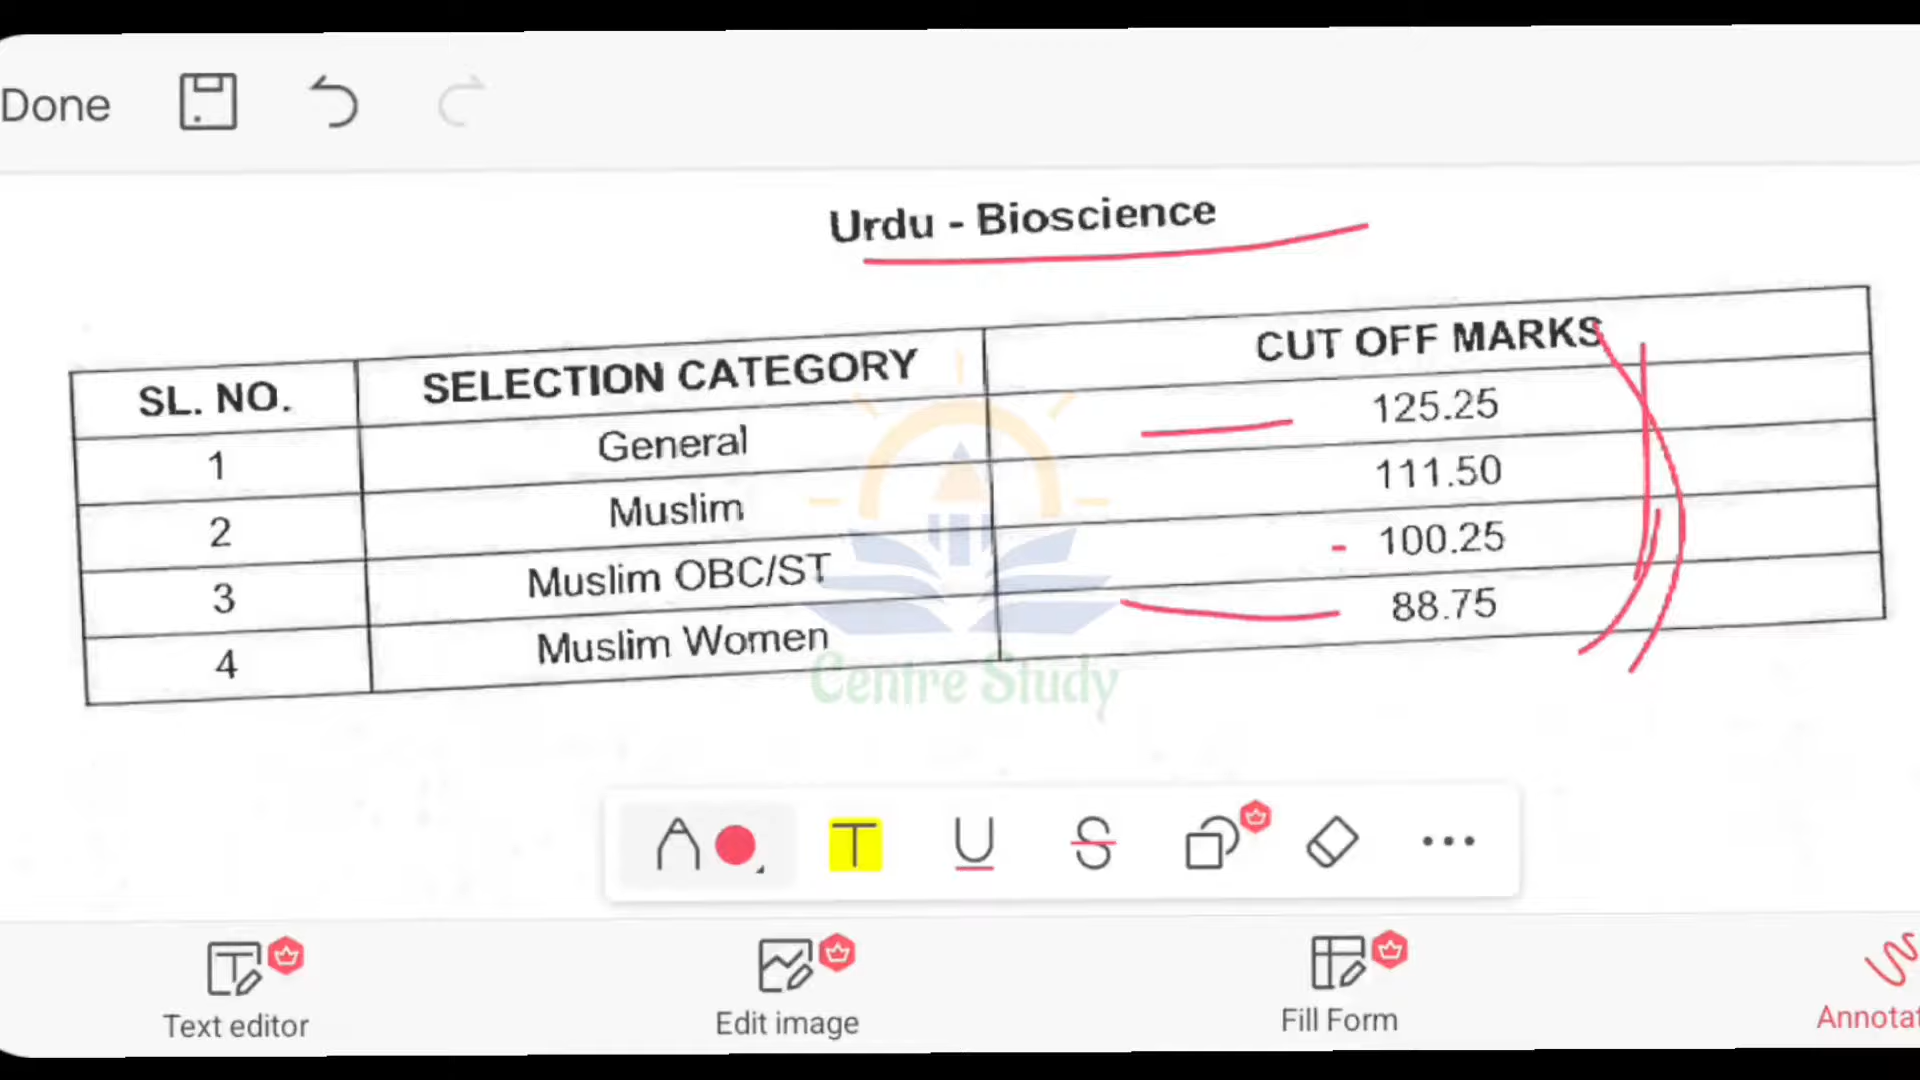 Done
Urdu - Bioscience
SL. NO. SELECTION CATEGORY CUT OFF MARKS
1 General 125.25
2 Muslim 111.50
3 Muslim OBC/ST 100.25
4 Muslim Women 88.75
Centre Study
Text editor Edit image Fill Form Annotat